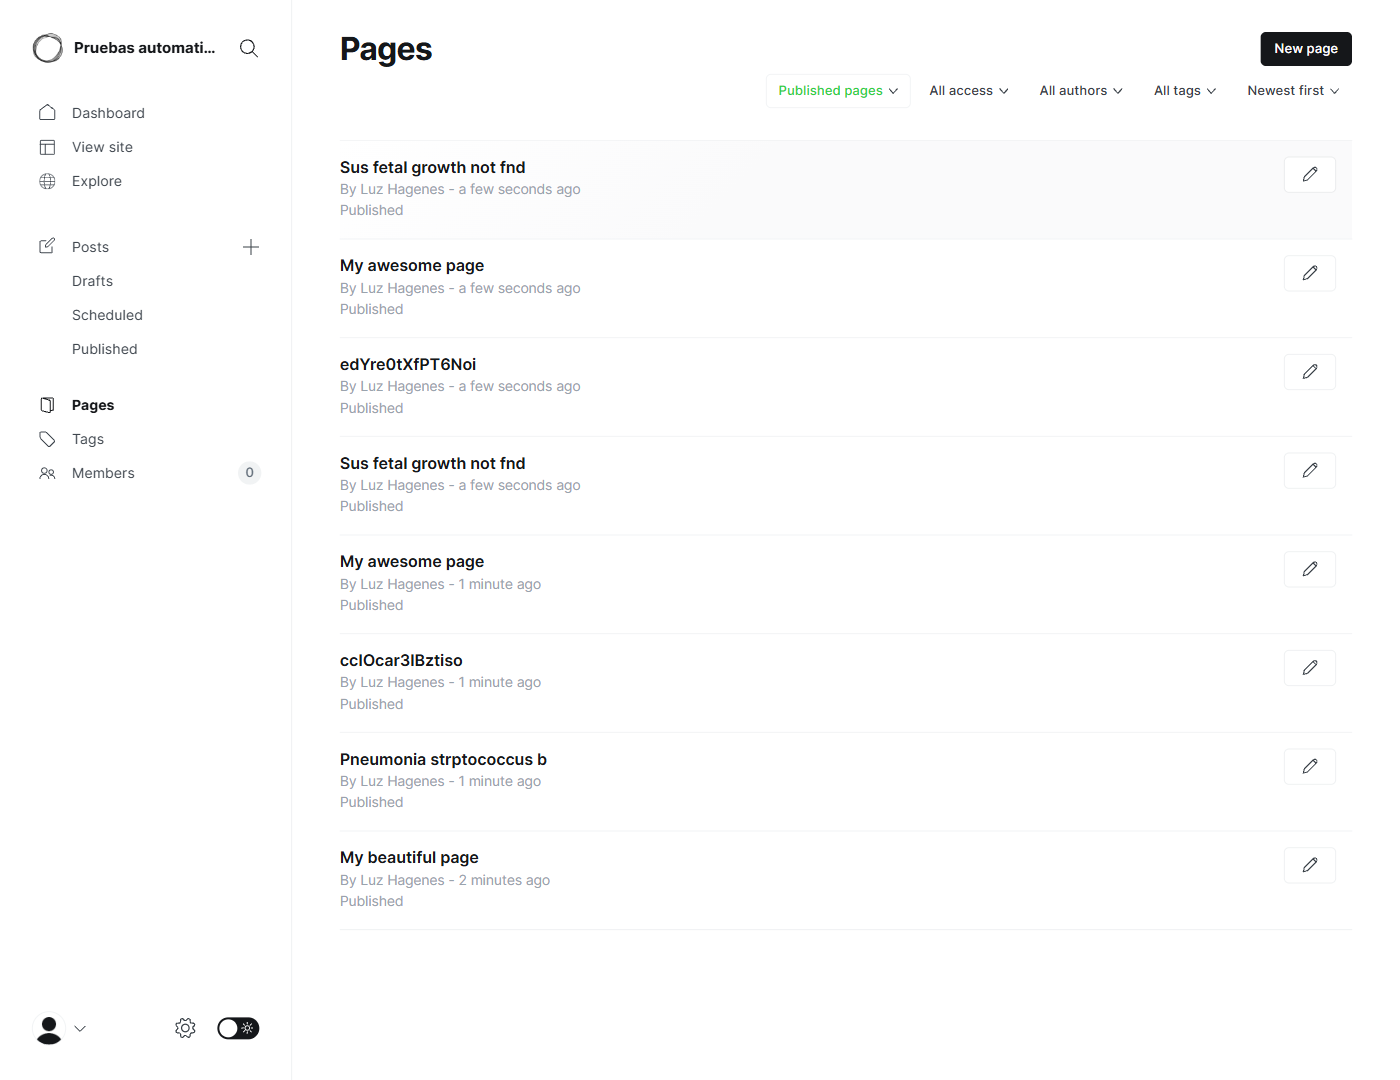 Pruebas automati...
Dashboard
View site
Explore
Posts
Drafts
Scheduled
Published
Pages
Tags
Members
0
Pages
New page
Published pages
All access
All authors
All tags
Newest first
Sus fetal growth not fnd
By Luz Hagenes - a few seconds ago
Published
My awesome page
By Luz Hagenes - a few seconds ago
Published
edYre0tXfPT6Noi
By Luz Hagenes - a few seconds ago
Published
Sus fetal growth not fnd
By Luz Hagenes - a few seconds ago
Published
My awesome page
By Luz Hagenes - 1 minute ago
Published
ccIOcar3IBztiso
By Luz Hagenes - 1 minute ago
Published
Pneumonia strptococcus b
By Luz Hagenes - 1 minute ago
Published
My beautiful page
By Luz Hagenes - 2 minutes ago
Published